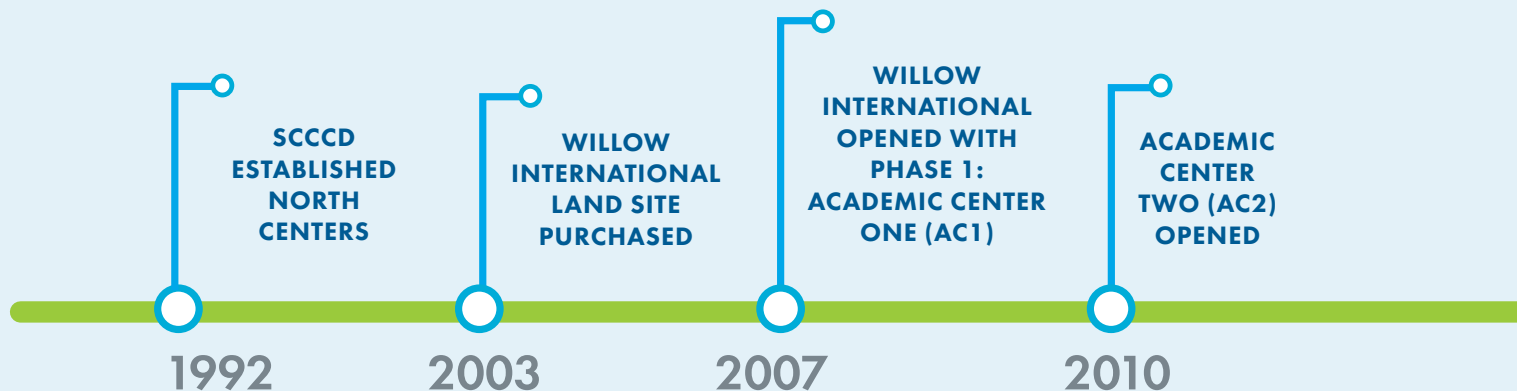 SCCCD
ESTABLISHED
NORTH
CENTERS
WILLOW
INTERNATIONAL
LAND SITE
PURCHASED
WILLOW
INTERNATIONAL
OPENED WITH
PHASE 1:
ACADEMIC CENTER
ONE (AC1)
ACADEMIC
CENTER
TWO (AC2)
OPENED
1992
2003
2007
2010